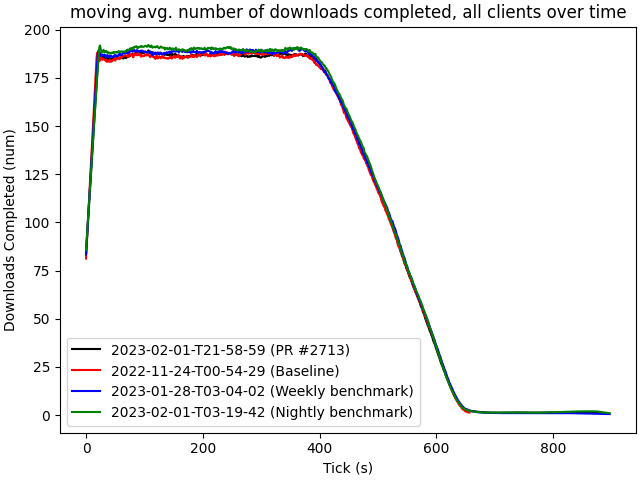 moving avg. number of downloads completed, all clients over time
Downloads Completed (num)
200
175
150
125
100
75
50
25
0
2023-02-01-T21-58-59 (PR #2713)
2022-11-24-T00-54-29 (Baseline)
2023-01-28-T03-04-02 (Weekly benchmark)
2023-02-01-T03-19-42 (Nightly benchmark)
0 200 400 600 800
Tick (s)